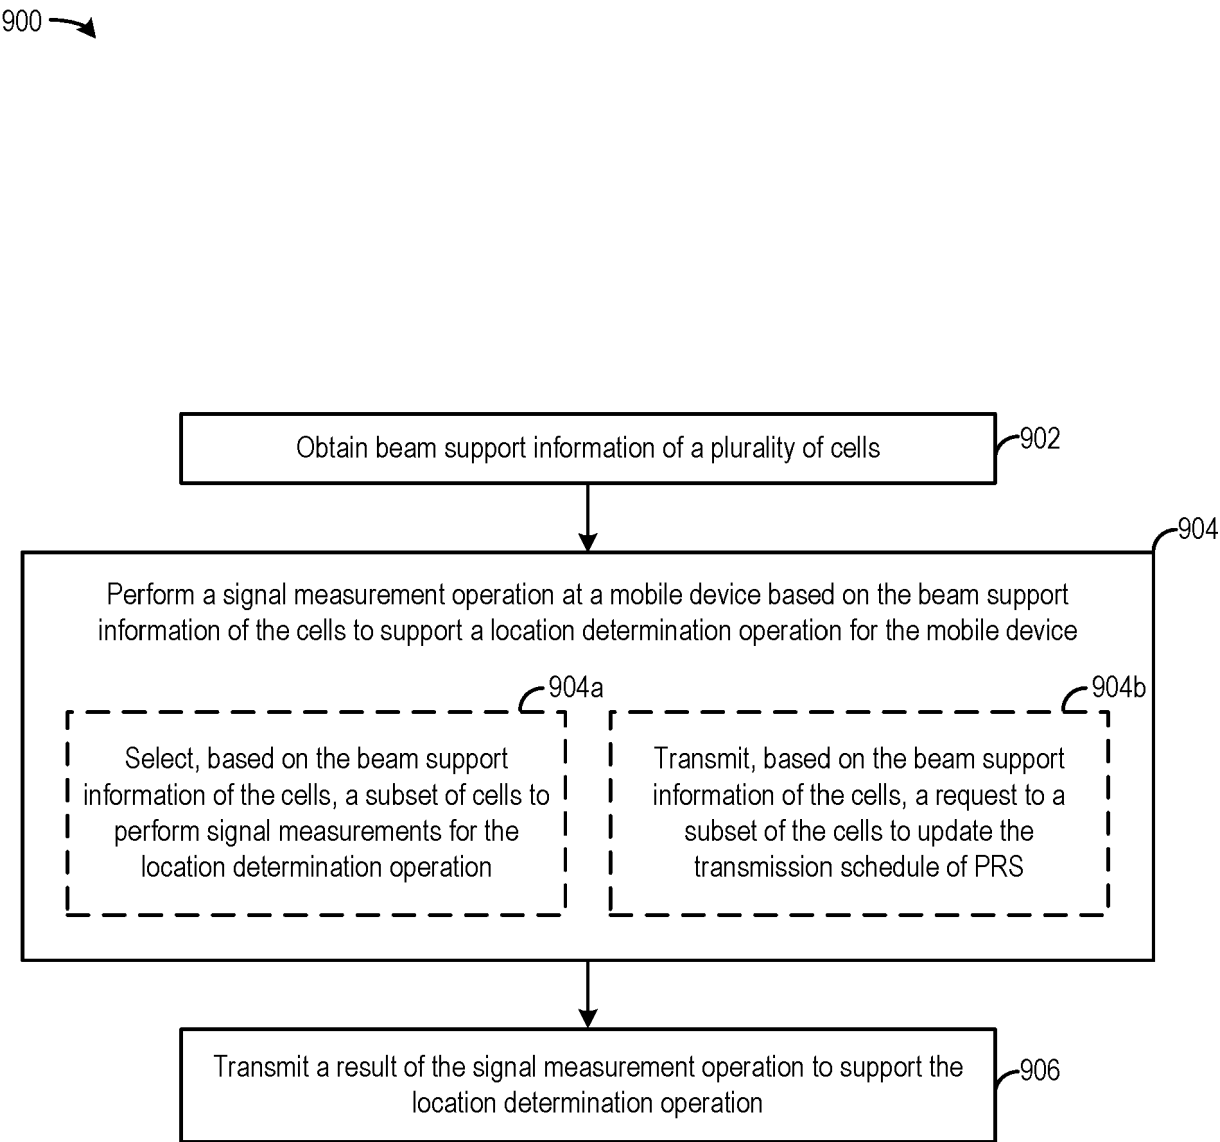 900
Obtain beam support information of a plurality of cells
902
904
Perform a signal measurement operation at a mobile device based on the beam support
information of the cells to support a location determination operation for the mobile device
904a
904b
Select, based on the beam support
information of the cells, a subset of cells to
perform signal measurements for the
location determination operation
Transmit, based on the beam support
information of the cells, a request to a
subset of the cells to update the
transmission schedule of PRS
Transmit a result of the signal measurement operation to support the
location determination operation
906